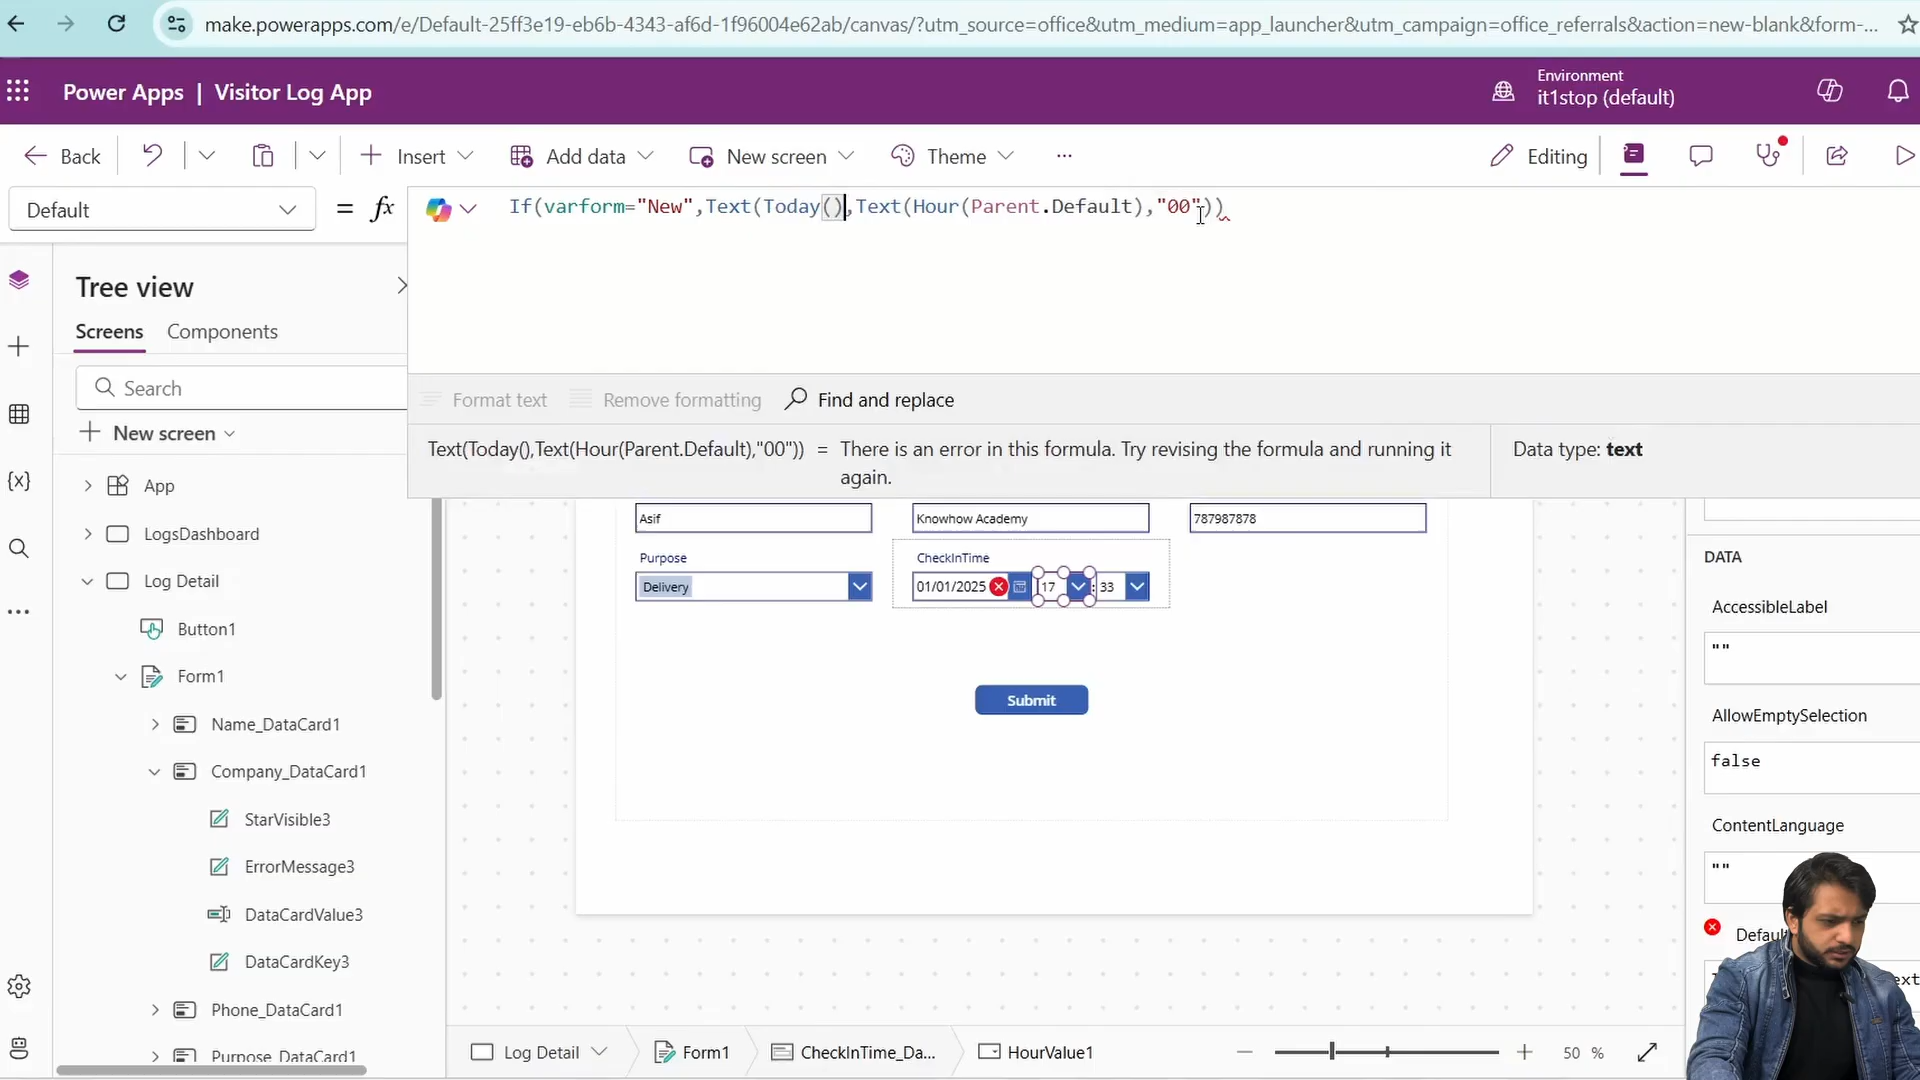 make.powerapps.com/e/Default-25ff3e19-eb6b-4343-af6d-1f96004e62ab/canvas/?utm_source=office&utm_medium=app_launcher&utm_campaign=office_referrals&action=new-blank&form-...
Power Apps | Visitor Log App
Environment
it1stop (default)
Back
Insert
Add data
New screen
Theme
...
Editing
Default
= fx
If(varform="New",Text(Today(),Text(Hour(Parent.Default),"00"))
Tree view
Screens
Components
Search
New screen
Format text
Remove formatting
Find and replace
Text(Today(),Text(Hour(Parent.Default),"00")) = There is an error in this formula. Try revising the formula and running it
again.
Data type: text
App
LogsDashboard
Log Detail
Button1
Form1
Name_DataCard1
Company_DataCard1
StarVisible3
ErrorMessage3
DataCardValue3
DataCardKey3
Phone_DataCard1
Purpose_DataCard1
Asif
Knowhow Academy
787987878
Purpose
CheckInTime
Delivery
01/01/2025
17
:
33
Submit
DATA
AccessibleLabel
""
AllowEmptySelection
false
ContentLanguage
""
Log Detail
Form1
CheckInTime_Da...
HourValue1
50 %